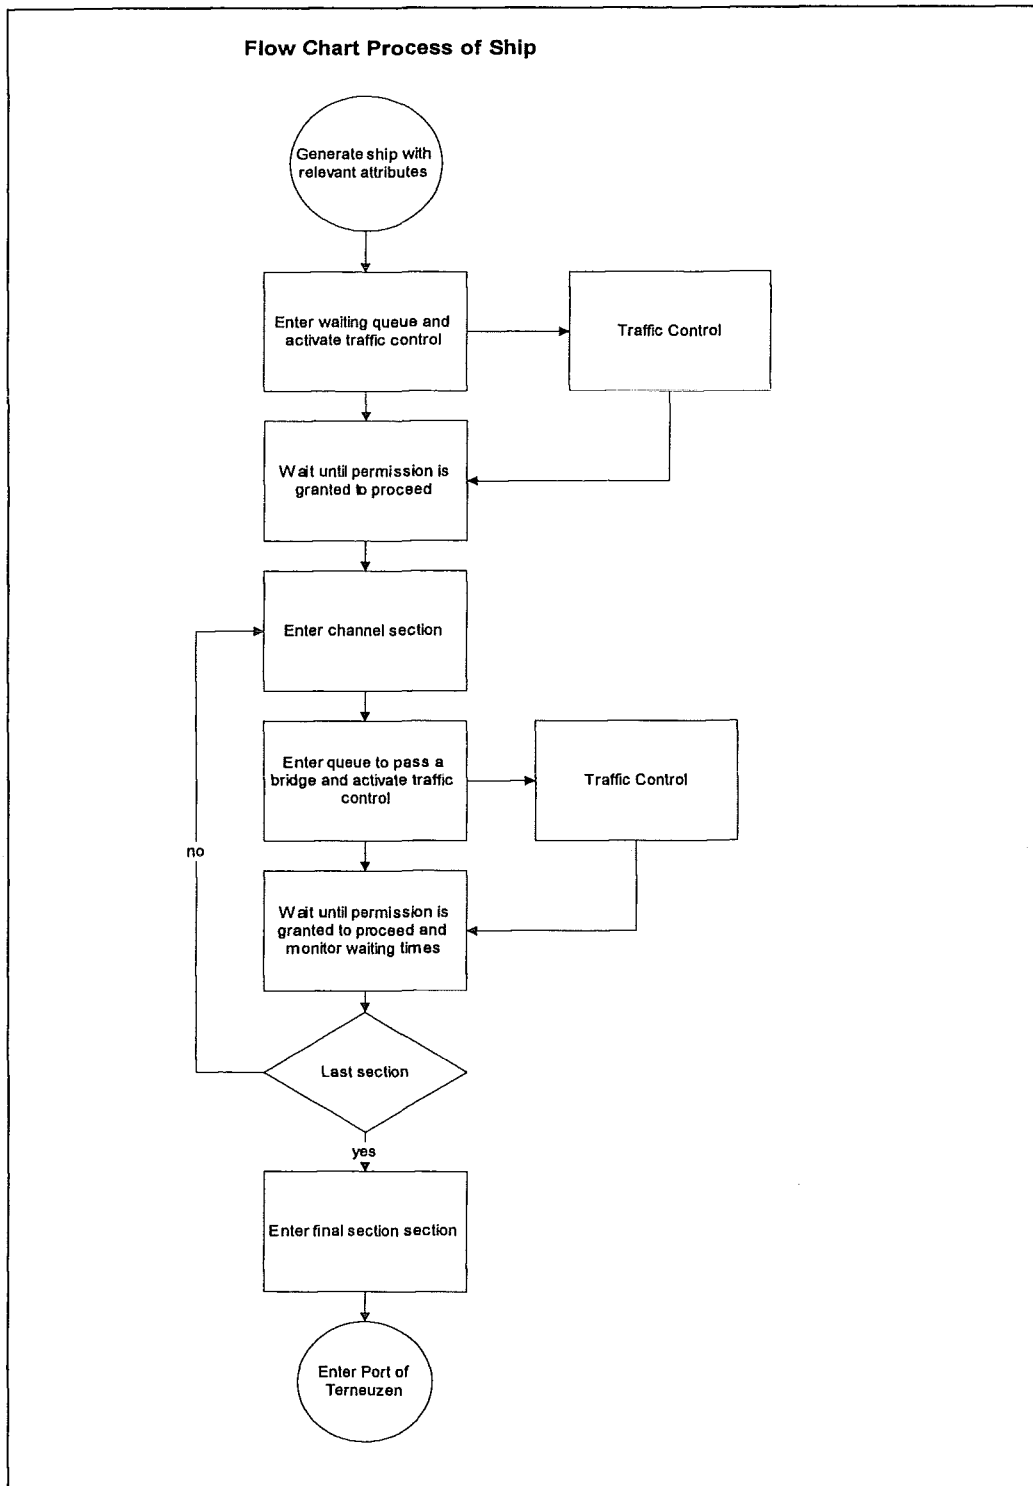 Flow Chart Process of Ship
Generate ship with
relevant attributes
Enter waiting queue and
activate traffic control
Traffic Control
Wait until permission is
granted to proceed
Enter channel section
Enter queue to pass a
bridge and activate traffic
control
Traffic Control
no
Wait until permission is
granted to proceed and
monitor waiting times
Last section
yes
Enter final section section
Enter Port of
Terneuzen